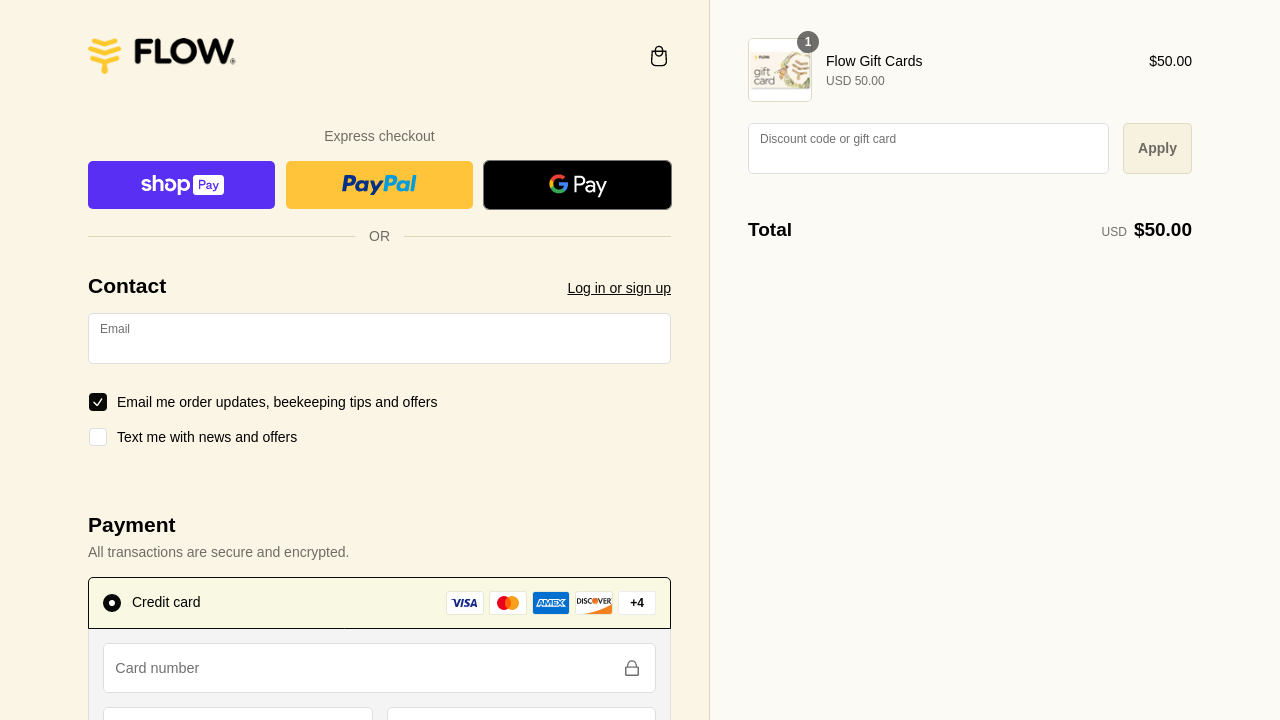 FLOW®
Express checkout
shop Pay
PayPal
G Pay
OR
Contact
Log in or sign up
Email
Email me order updates, beekeeping tips and offers
Text me with news and offers
Payment
All transactions are secure and encrypted.
Credit card
VISA
AMEX
DISCOVER
+4
Card number
1
FLOW
gift
card
Flow Gift Cards
$50.00
USD 50.00
Discount code or gift card
Apply
Total
USD $50.00